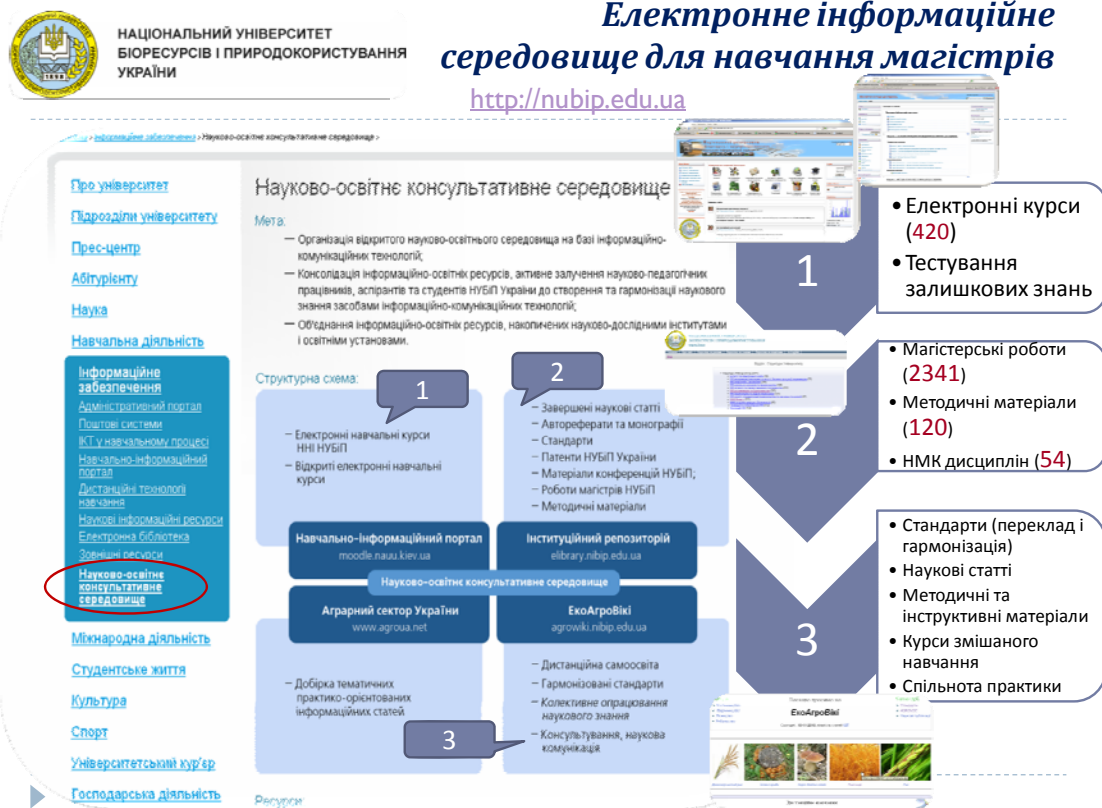 НАЦІОНАЛЬНИЙ УНІВЕРСИТЕТ
БІОРЕСУРСІВ І ПРИРОДОКОРИСТУВАННЯ
УКРАЇНИ
Електронне інформаційне
середовище для навчання магістрів
http://nubip.edu.ua
> Інформаційне забезпечення > Науково-освітнє консультативне середовище >
Про університет
Підрозділи університету
Прес-центр
Абітурієнту
Наука
Навчальна діяльність
Інформаційне
забезпечення
Адміністративний портал
Поштові системи
ІКТ у навчальному процесі
Навчально-інформаційний
портал
Дистанційні технології
навчання
Наукові інформаційні ресурси
Електронна бібліотека
Зовнішні ресурси
Науково-освітнє
консультативне
середовище
Міжнародна діяльність
Студентське життя
Культура
Спорт
Університетський кур'єр
Господарська діяльність
Науково-освітнє консультативне середовище
Мета:
— Організація відкритого науково-освітнього середовища на базі інформаційно-
комунікаційних технологій;
— Консолідація інформаційно-освітніх ресурсів, активне залучення науково-педагогічних
працівників, аспірантів та студентів НУБіП України до створення та гармонізації наукового
знання засобами інформаційно-комунікаційних технологій;
— Об'єднання інформаційно-освітніх ресурсів, накопичених науково-дослідними інститутами
і освітніми установами.
Структурна схема:
1
– Електронні навчальні курси
ННІ НУБіП
– Відкриті електронні навчальні
курси
2
– Завершені наукові статті
– Автореферати та монографії
– Стандарти
– Патенти НУБіП України
– Матеріали конференцій НУБіП;
– Роботи магістрів НУБіП
– Методичні матеріали
Навчально-інформаційний портал
moodle.nauu.kiev.ua
Інституційний репозиторій
elibrary.nibip.edu.ua
Науково-освітнє консультативне середовище
Аграрний сектор України
www.agroua.net
ЕкоАгроВікі
agrowiki.nibip.edu.ua
– Добірка тематичних
практико-орієнтованих
інформаційних статей
– Дистанційна самоосвіта
– Гармонізовані стандарти
– Колективне опрацювання
наукового знання
– Консультування, наукова
комунікація
3
Ресурси:
1
• Електронні курси
(420)
• Тестування
залишкових знань
2
• Магістерські роботи
(2341)
• Методичні матеріали
(120)
• НМК дисциплін (54)
3
• Стандарти (переклад і
гармонізація)
• Наукові статті
• Методичні та
інструктивні матеріали
• Курси змішаного
навчання
• Спільнота практики
ЕкоАгроВікі